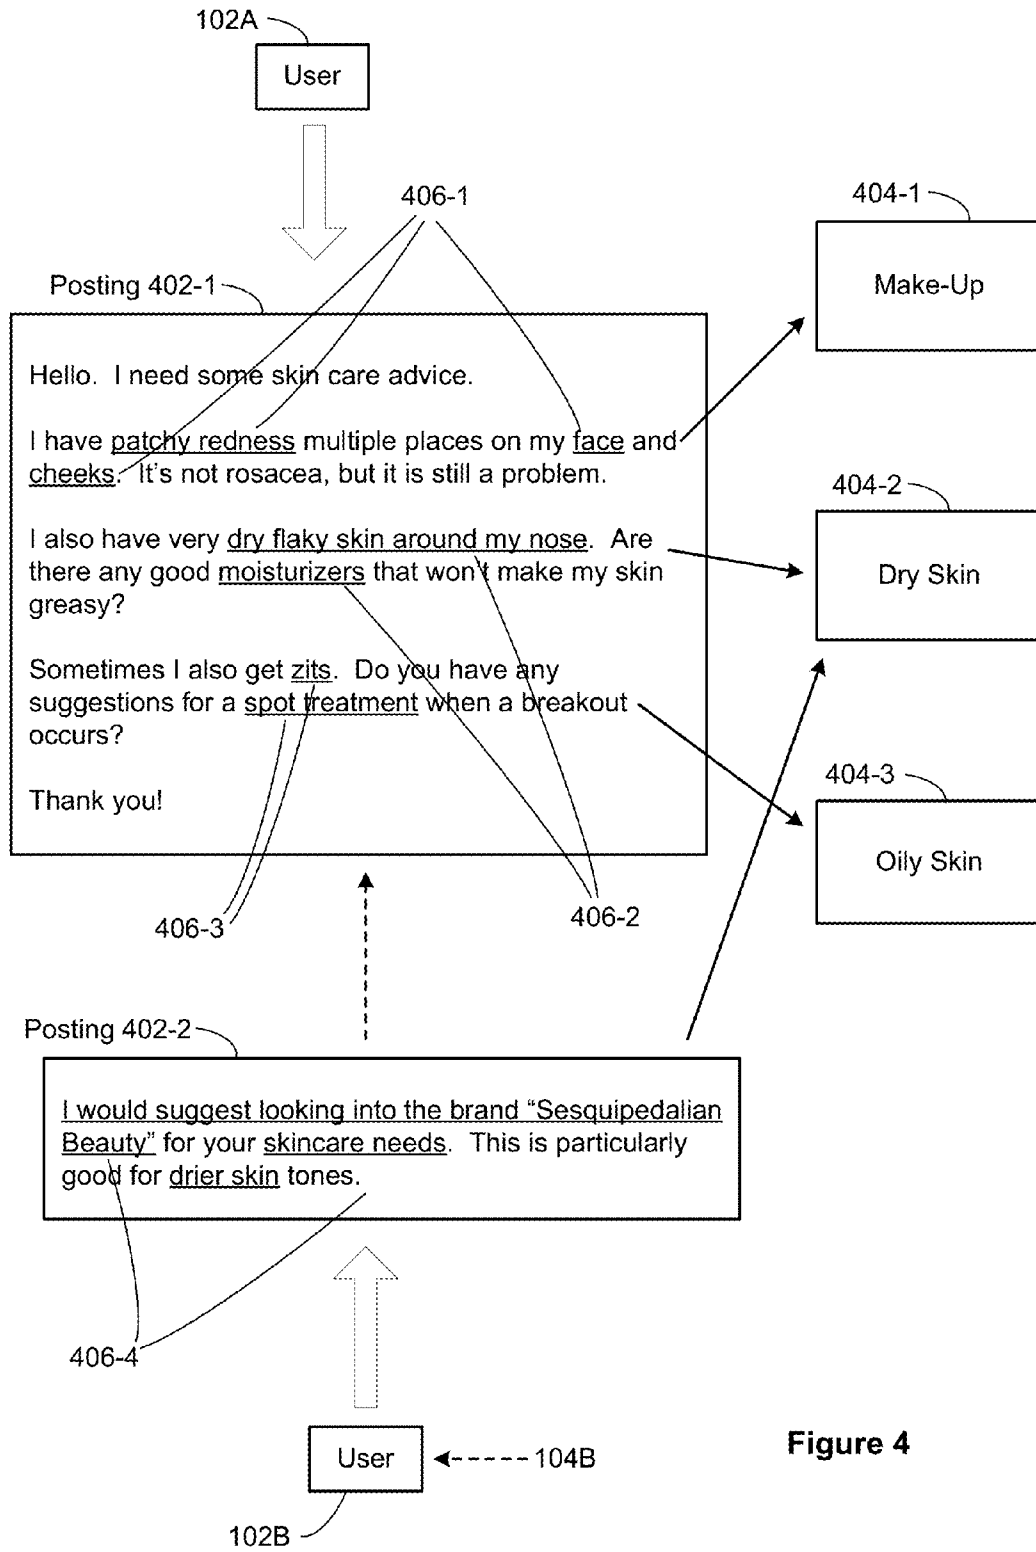 102A
User
406-1
404-1
Make-Up
Posting 402-1
Hello. I need some skin care advice.
I have patchy redness multiple places on my face and
cheeks. It's not rosacea, but it is still a problem.
404-2
I also have very dry flaky skin around my nose. Are
there any good moisturizers that won't make my skin
greasy?
Dry Skin
Sometimes I also get zits. Do you have any
suggestions for a spot treatment when a breakout
occurs?
404-3
Thank you!
Oily Skin
406-3
406-2
Posting 402-2
I would suggest looking into the brand “Sesquipedalian
Beauty” for your skincare needs. This is particularly
good for drier skin tones.
406-4
User
104B
102B
Figure 4